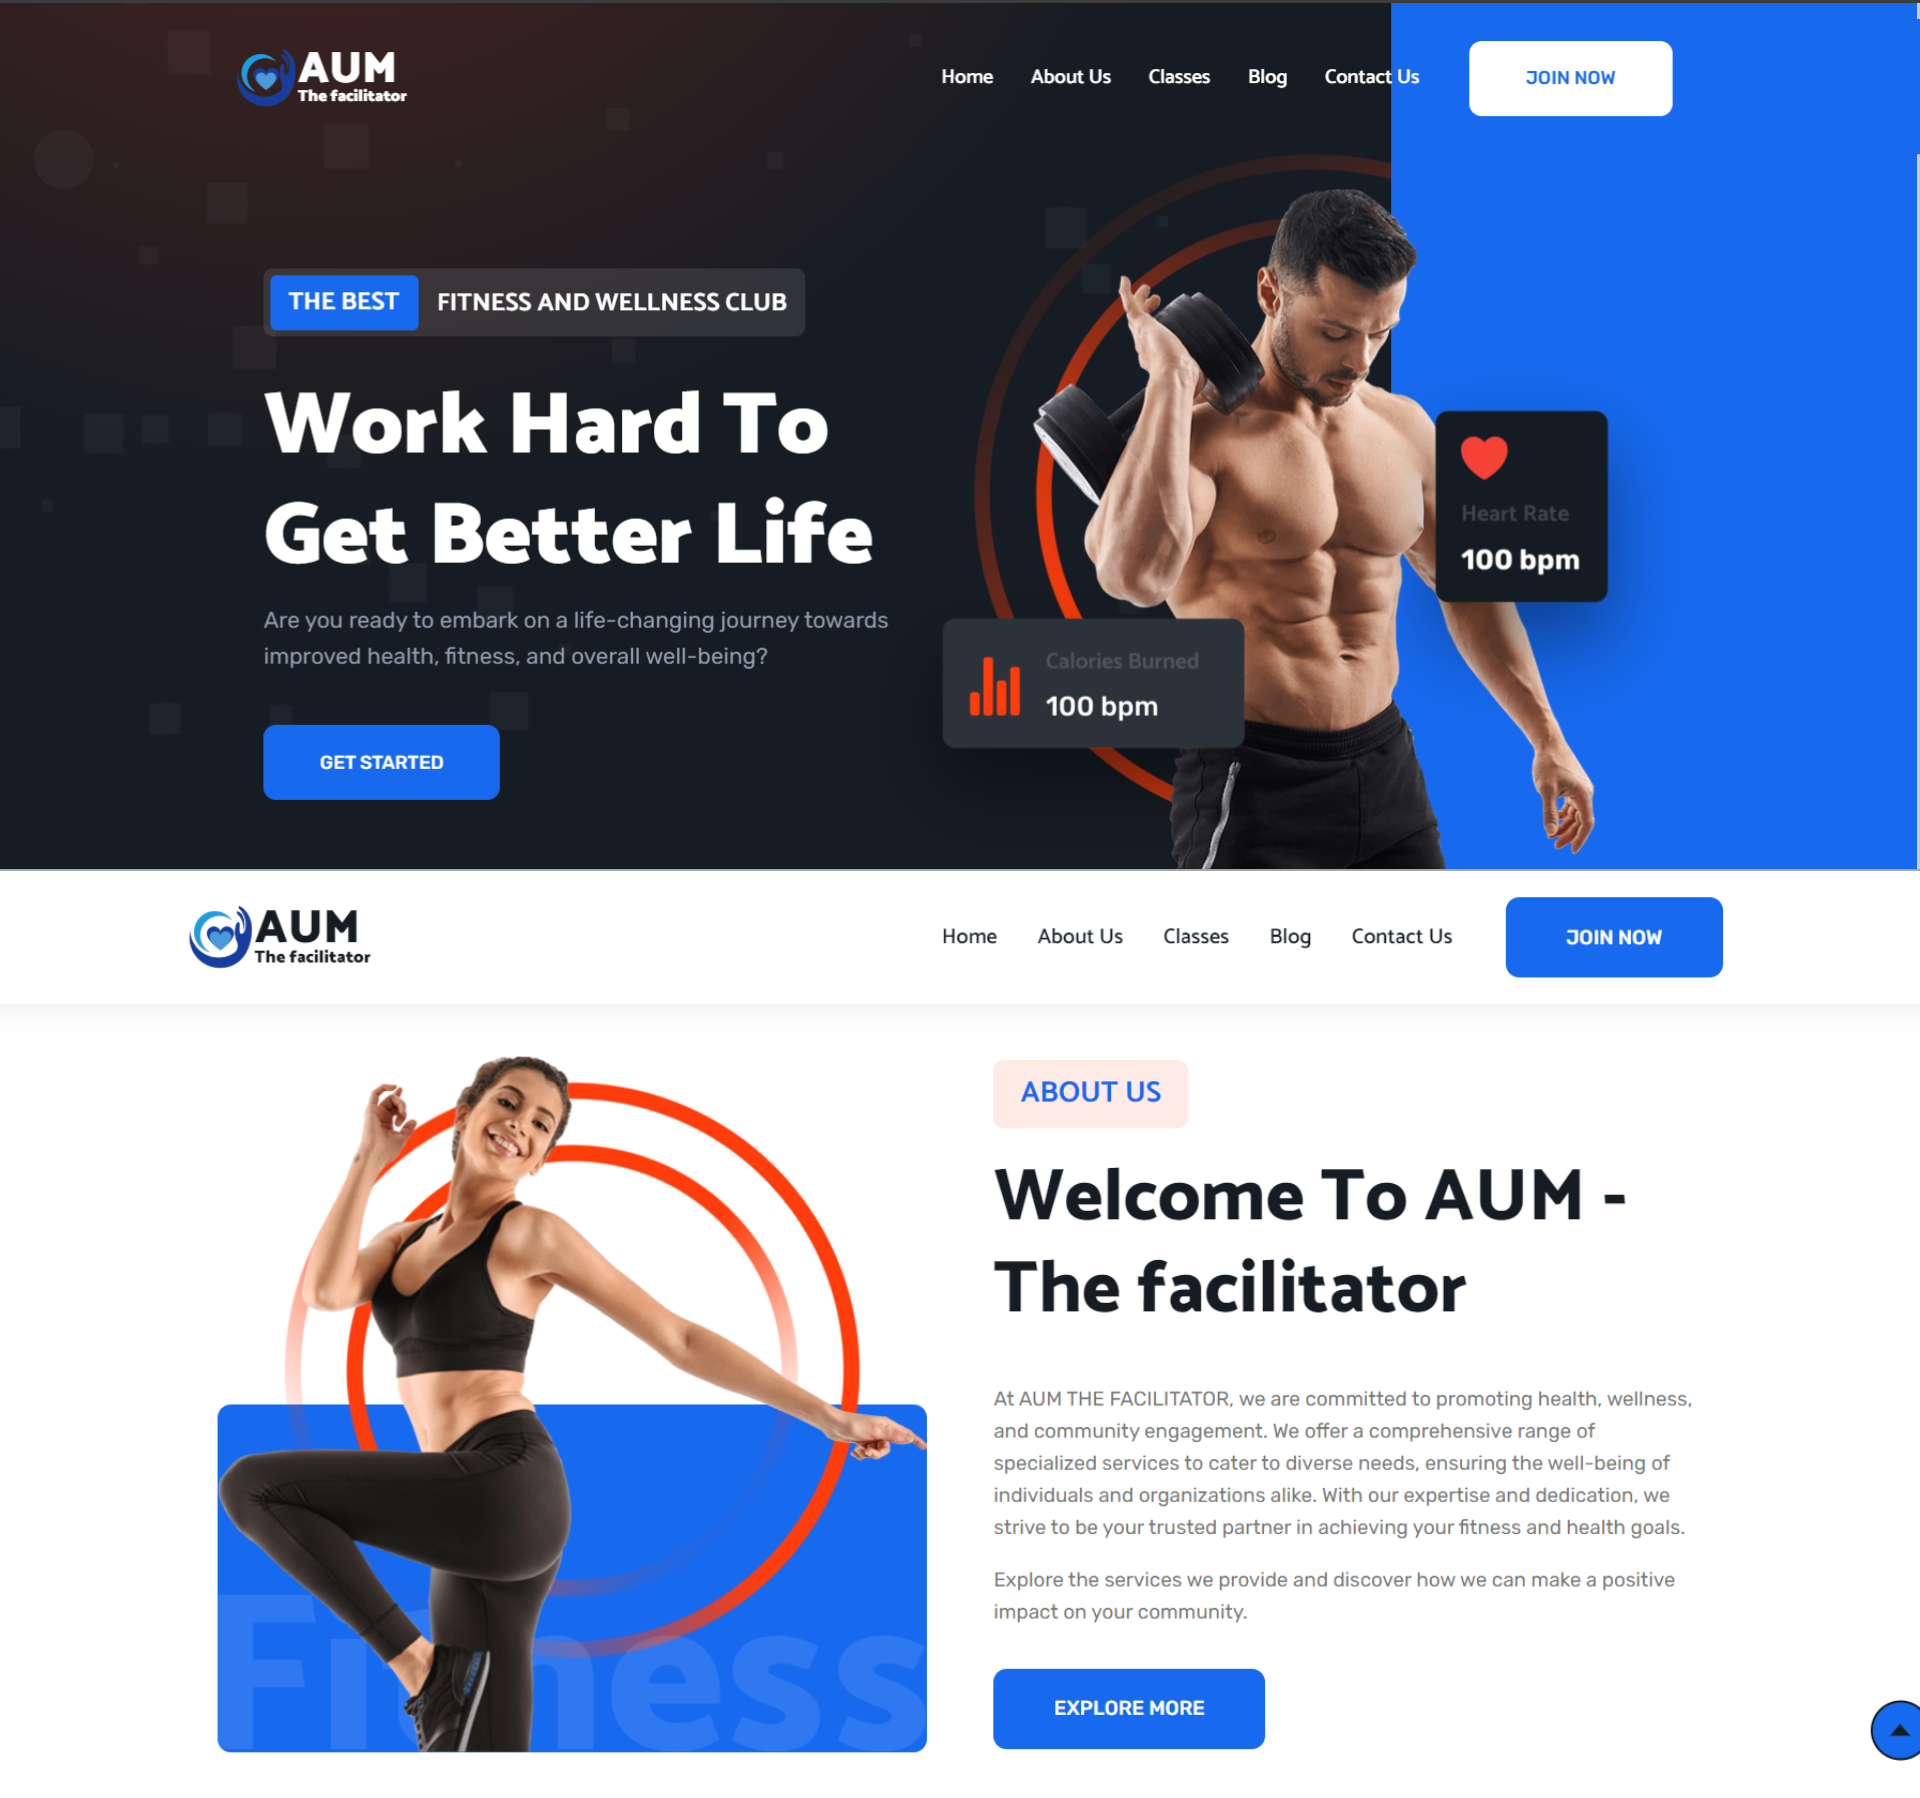 AUM
The facilitator
Home About Us Classes Blog Contact Us JOIN NOW
THE BEST FITNESS AND WELLNESS CLUB
Work Hard To
Get Better Life
Are you ready to embark on a life-changing journey towards
improved health, fitness, and overall well-being?
GET STARTED
Heart Rate
100 bpm
Calories Burned
100 bpm
AUM
The facilitator
Home About Us Classes Blog Contact Us JOIN NOW
ABOUT US
Welcome To AUM -
The facilitator
At AUM THE FACILITATOR, we are committed to promoting health, wellness,
and community engagement. We offer a comprehensive range of
specialized services to cater to diverse needs, ensuring the well-being of
individuals and organizations alike. With our expertise and dedication, we
strive to be your trusted partner in achieving your fitness and health goals.
Explore the services we provide and discover how we can make a positive
impact on your community.
EXPLORE MORE
Fitness